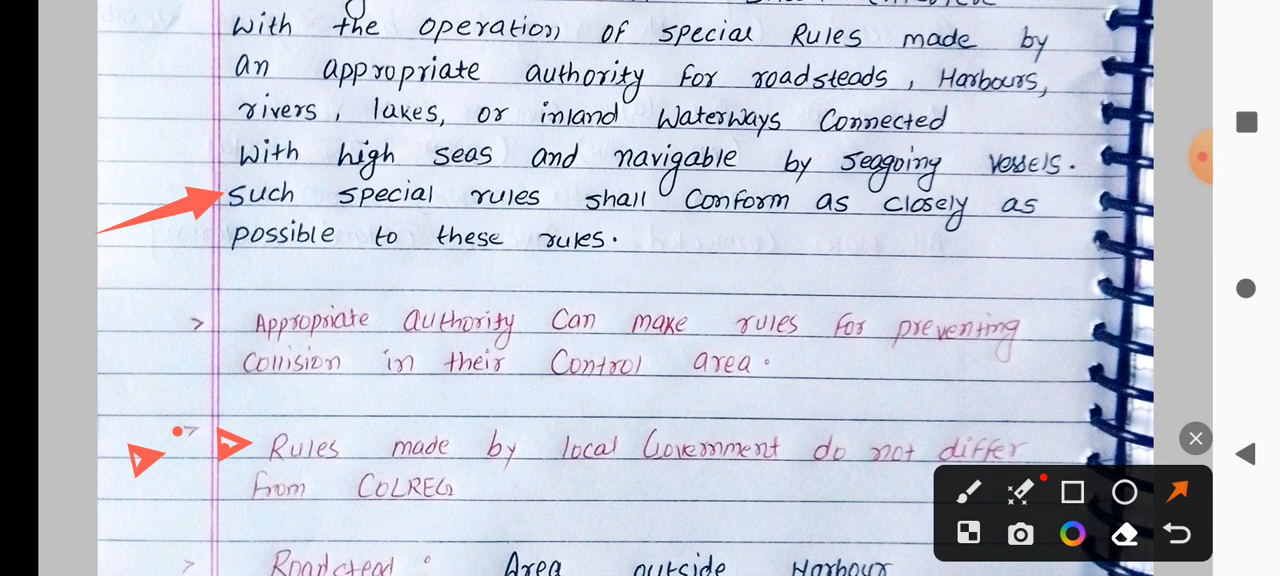 With the operation of special Rules made by
an appropriate authority for roadsteads, Harbours,
rivers, lakes, or inland Waterways Connected
With high seas and navigable by seagoing vessels.
Such special rules shall conform as closely as
possible to these rules.
> Appropriate authority Can make rules for preventing
Collision in their Control area.
> Rules made by local Government do not differ
from COLREG
> Roadstead : Area outside Harbour